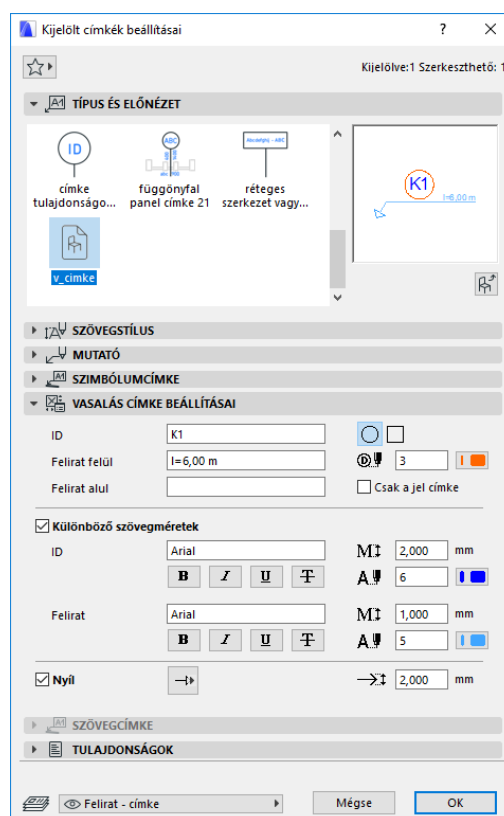 Kijelölt címkék beállításai
Kijelölve:1 Szerkeszthető: 1
TÍPUS ÉS ELŐNÉZET
ID
ABC
címke tulajdonságo...
függönyfal panel címke 21
réteges szerkezet vagy...
v_cimke
K1
l=6,00 m
SZÖVEGSTÍLUS
MUTATÓ
SZIMBÓLUMCÍMKE
VASALÁS CÍMKE BEÁLLÍTÁSAI
ID K1
Felirat felül l=6,00 m 3
Felirat alul Csak a jel címke
Különböző szövegméretek
ID Arial 2,000 mm
B I U T 6
Felirat Arial 1,000 mm
B I U T 5
Nyíl 2,000 mm
SZÖVEGCÍMKE
TULAJDONSÁGOK
Felirat - címke Mégse OK